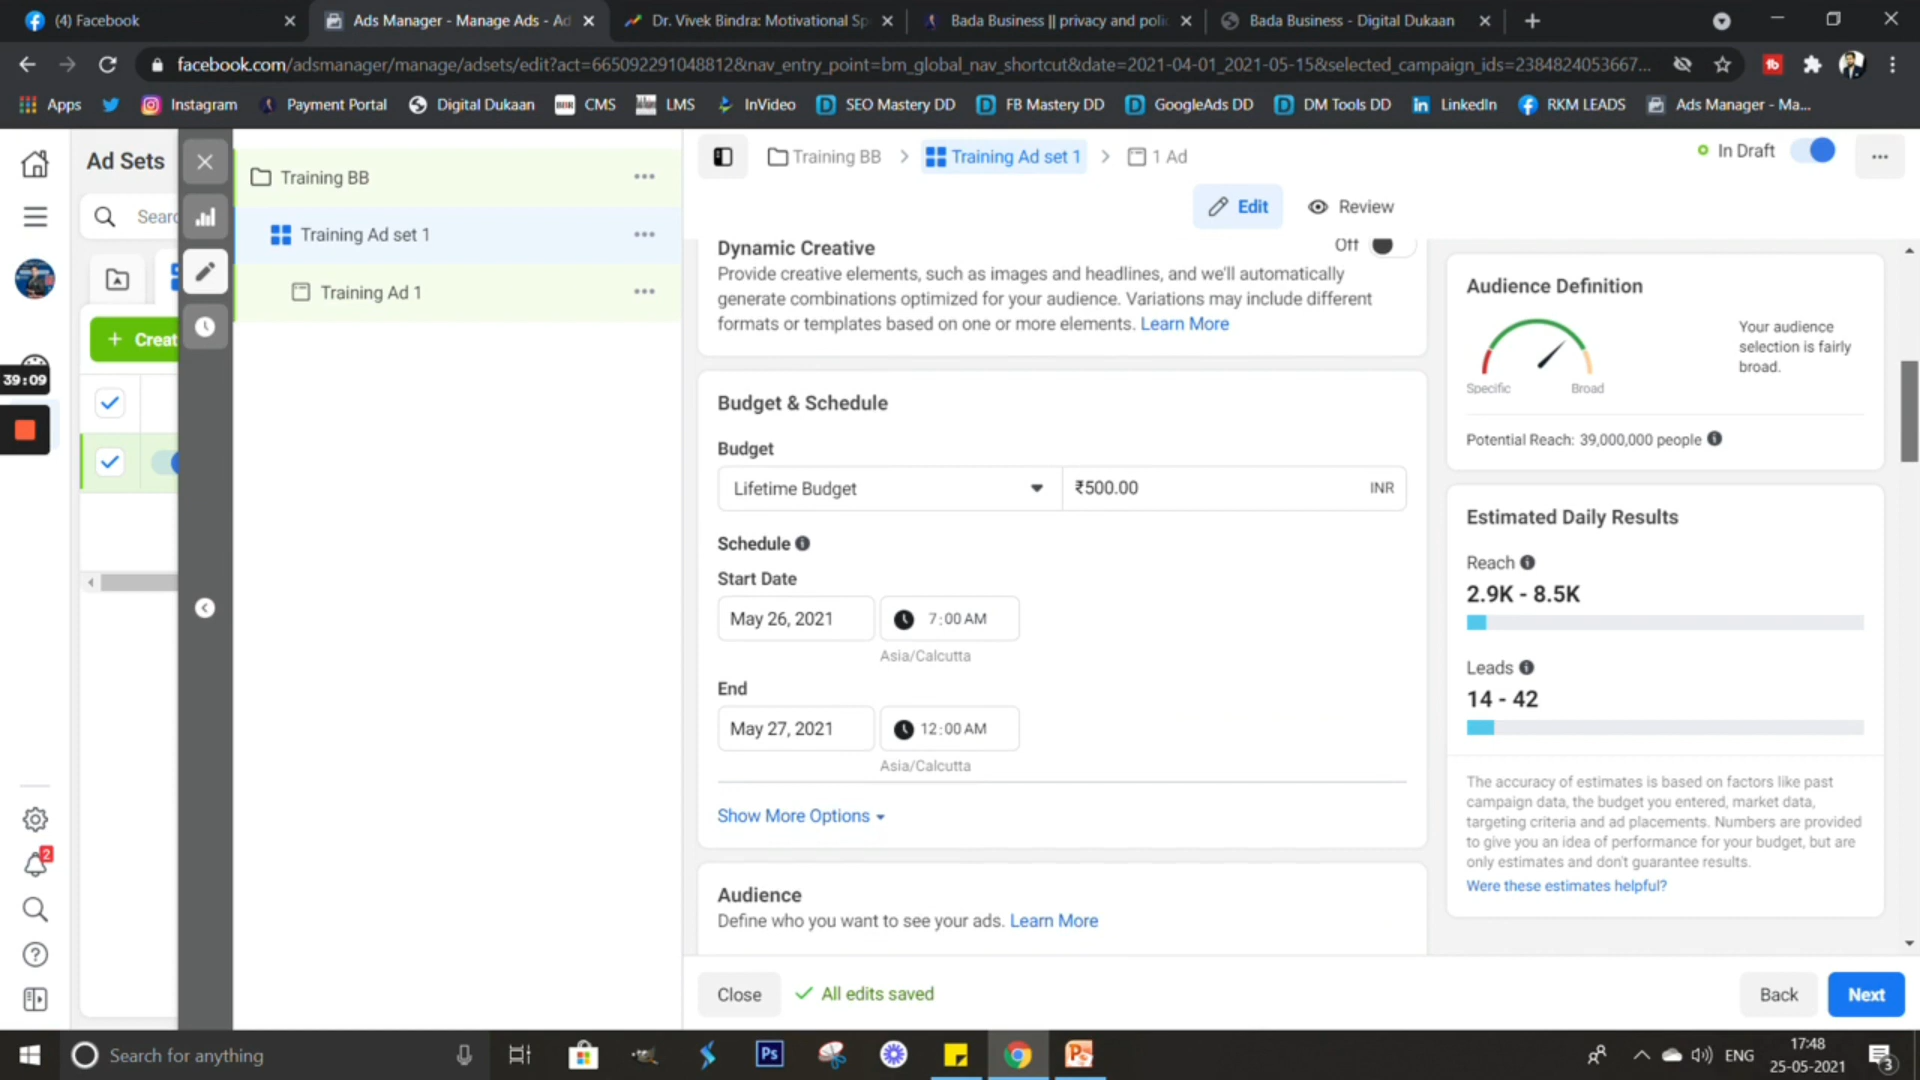 (4) Facebook
Ads Manager - Manage Ads - Ad
Dr. Vivek Bindra: Motivational Sp
Bada Business || privacy and polic
Bada Business - Digital Dukaan
facebook.com/adsmanager/manage/adsets/edit?act=665092291048812&nav_entry_point=bm_global_nav_shortcut&date=2021-04-01_2021-05-15&selected_campaign_ids=2384824053667...
Apps
Instagram
Payment Portal
Digital Dukaan
CMS
LMS
InVideo
SEO Mastery DD
FB Mastery DD
GoogleAds DD
DM Tools DD
LinkedIn
RKM LEADS
Ads Manager - Ma...
Ad Sets
Searc
+ Creat
39:09
2
Training BB
Training Ad set 1
Training Ad 1
Training BB > Training Ad set 1 > 1 Ad
In Draft
Edit
Review
Dynamic Creative
Off
Provide creative elements, such as images and headlines, and we'll automatically
generate combinations optimized for your audience. Variations may include different
formats or templates based on one or more elements. Learn More
Budget & Schedule
Budget
Lifetime Budget
₹500.00
INR
Schedule
Start Date
May 26, 2021
7:00 AM
Asia/Calcutta
End
May 27, 2021
12:00 AM
Asia/Calcutta
Show More Options
Audience
Define who you want to see your ads. Learn More
Close
All edits saved
Back
Next
Audience Definition
Your audience
selection is fairly
broad.
Specific
Broad
Potential Reach: 39,000,000 people
Estimated Daily Results
Reach
2.9K - 8.5K
Leads
14 - 42
The accuracy of estimates is based on factors like past
campaign data, the budget you entered, market data,
targeting criteria and ad placements. Numbers are provided
to give you an idea of performance for your budget, but are
only estimates and don't guarantee results.
Were these estimates helpful?
Search for anything
Ps
ENG
17:48
25-05-2021
3